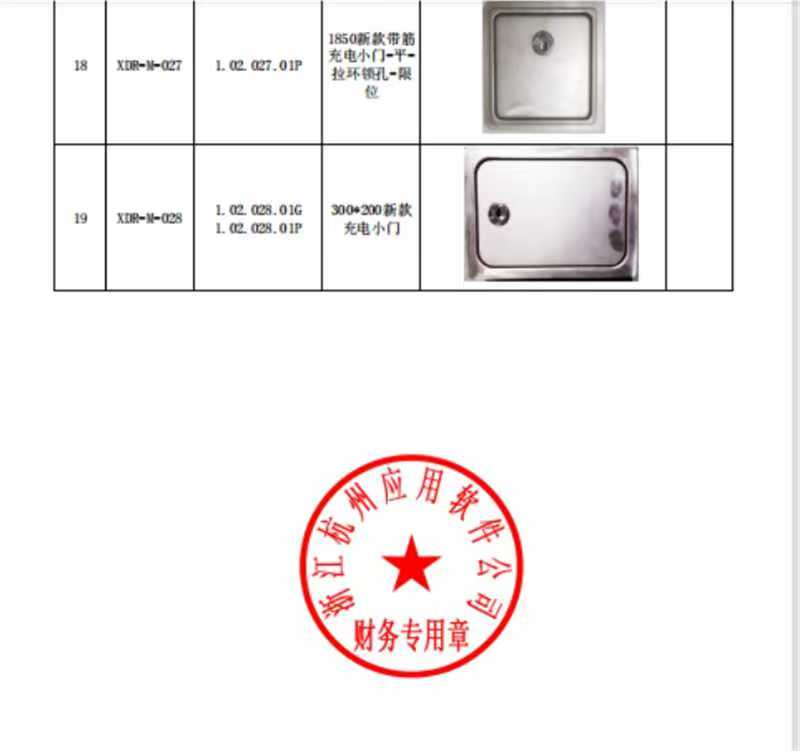 18
XDR-M-027
1.02.027.01P
1850新款带筋
充电小门-平-
拉环锁孔-限
位
19
XDR-M-028
1.02.028.01G
1.02.028.01P
300*200新款
充电小门
浙江杭州应用软件公司
财务专用章